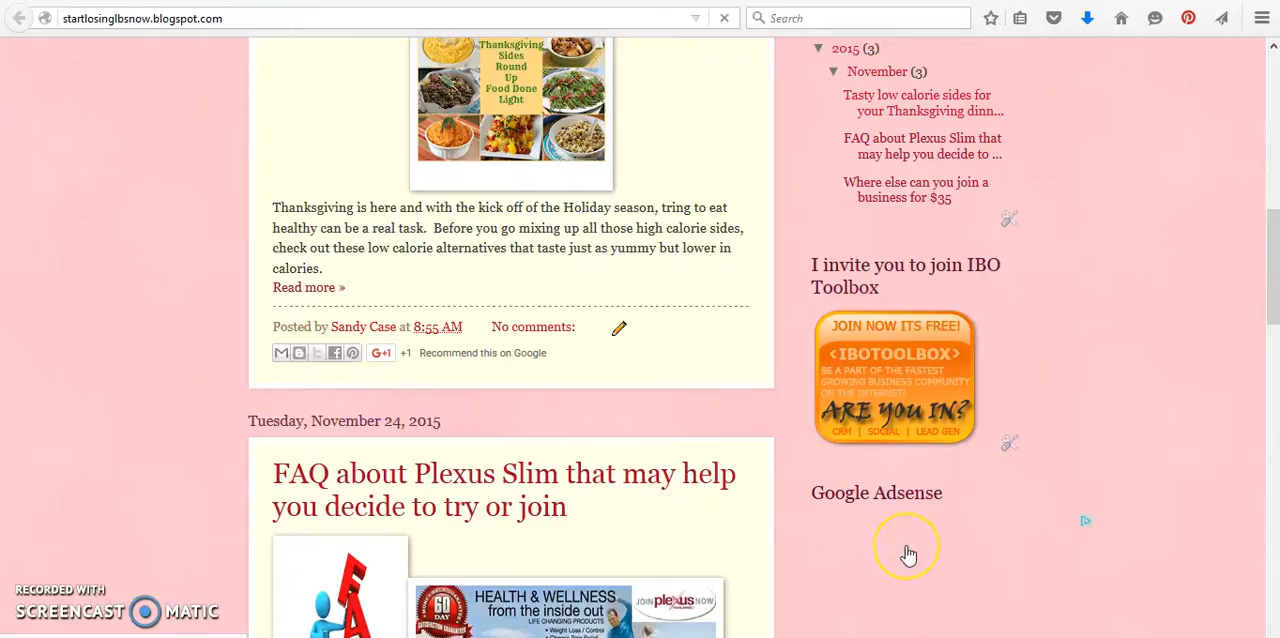 startlosinglbsnow.blogspot.com
Search
Thanksgiving
Sides
Round
Up
Food Done
Light
Thanksgiving is here and with the kick off of the Holiday season, tring to eat
healthy can be a real task. Before you go mixing up all those high calorie sides,
check out these low calorie alternatives that taste just as yummy but lower in
calories.
Read more »
Posted by Sandy Case at 8:55 AM No comments:
G+1 +1 Recommend this on Google
Tuesday, November 24, 2015
FAQ about Plexus Slim that may help
you decide to try or join
FA
60
DAY
HEALTH & WELLNESS
from the inside out
LIFE CHANGING PRODUCTS
• Weight Loss / Control
JOIN plexus NOW
2015 (3)
November (3)
Tasty low calorie sides for
your Thanksgiving dinn...
FAQ about Plexus Slim that
may help you decide to ...
Where else can you join a
business for $35
I invite you to join IBO
Toolbox
JOIN NOW ITS FREE!
<IBOTOOLBOX>
BE A PART OF THE FASTEST
GROWING BUSINESS COMMUNITY
ON THE INTERNET!
ARE YOU IN?
CRM | SOCIAL | LEAD GEN
Google Adsense
RECORDED WITH
SCREENCAST MATIC